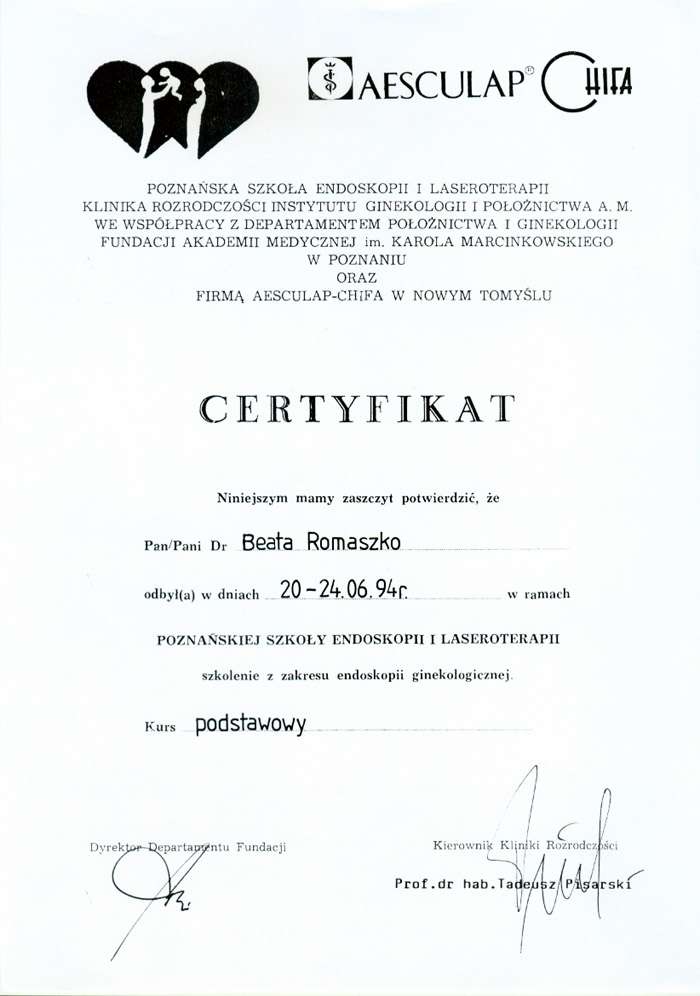 AESCULAP® CHIFA
POZNAŃSKA SZKOŁA ENDOSKOPII I LASEROTERAPII
KLINIKA ROZRODCZOŚCI INSTYTUTU GINEKOLOGII I POŁOŻNICTWA A. M.
WE WSPÓŁPRACY Z DEPARTAMENTEM POŁOŻNICTWA I GINEKOLOGII
FUNDACJI AKADEMII MEDYCZNEJ im. KAROLA MARCINKOWSKIEGO
W POZNANIU
ORAZ
FIRMĄ AESCULAP-CHiFA W NOWYM TOMYŚLU
CERTYFIKAT
Niniejszym mamy zaszczyt potwierdzić, że
Pan/Pani Dr Beata Romaszko
odbył(a) w dniach 20-24.06.94r. w ramach
POZNAŃSKIEJ SZKOŁY ENDOSKOPII I LASEROTERAPII
szkolenie z zakresu endoskopii ginekologicznej.
Kurs podstawowy
Dyrektor Departamentu Fundacji
Kierownik Kliniki Rozrodczości
Prof.dr hab.Tadeusz Pisarski